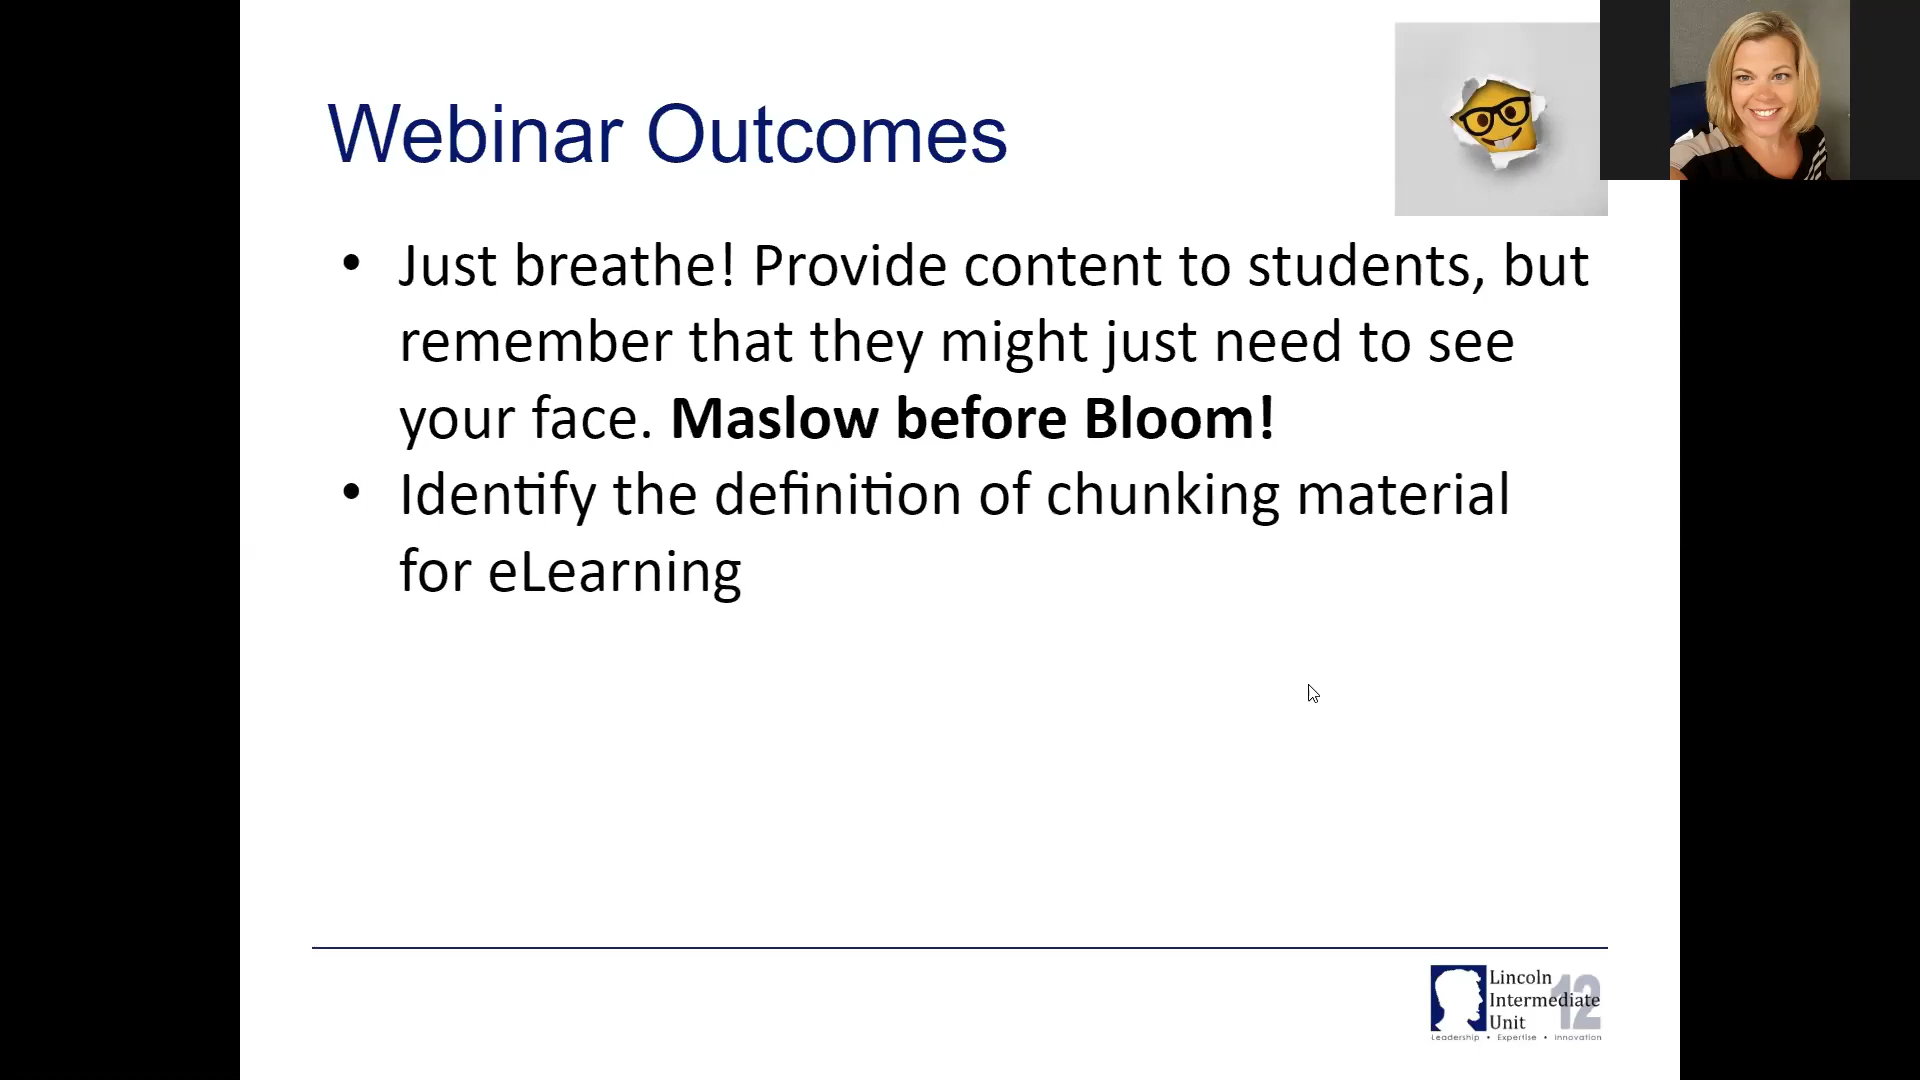 Webinar Outcomes
• Just breathe! Provide content to students, but
remember that they might just need to see
your face. Maslow before Bloom!
• Identify the definition of chunking material
for eLearning
Lincoln
Intermediate
Unit
12
Leadership • Expertise • Innovation